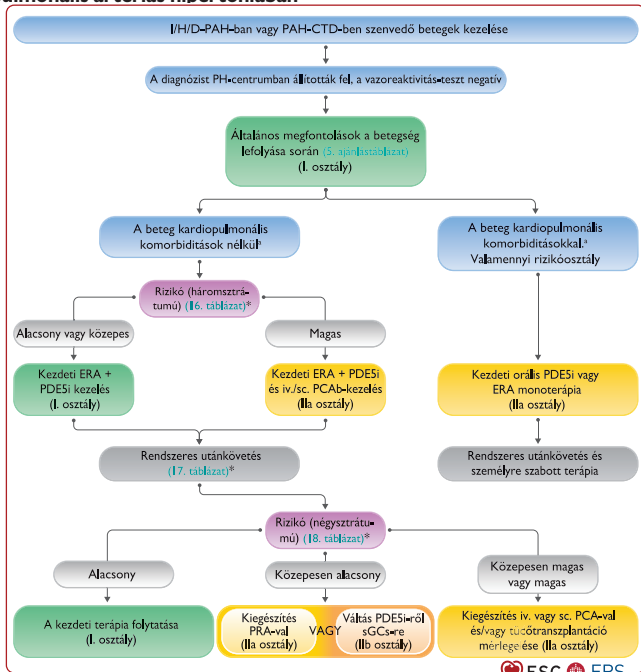 I/H/D-PAH-ban vagy PAH-CTD-ben szenvedő betegek kezelése
A diagnózist PH-centrumban állították fel, a vazoreaktivitás-teszt negatív
Általános megfontolások a betegség
lefolyása során (5. ajánlástáblázat)
(I. osztály)
A beteg kardiopulmonális
komorbiditások nélkülª
A beteg kardiopulmonális
komorbiditásokkal.ª
Valamennyi rizikóosztály
Rizikó (háromsztrá-
tumú) (16. táblázat)*
Alacsony vagy közepes
Magas
Kezdeti ERA +
PDE5i kezelés
(I. osztály)
Kezdeti ERA + PDE5i
és iv./sc. PCAb-kezelés
(IIa osztály)
Kezdeti orális PDE5i vagy
ERA monoterápia
(IIa osztály)
Rendszeres utánkövetés
(17. táblázat)*
Rendszeres utánkövetés és
személyre szabott terápia
Rizikó (négysztrátu-
mú) (18. táblázat)*
Alacsony
Közepesen alacsony
Közepesen magas
vagy magas
A kezdeti terápia folytatása
(I. osztály)
Kiegészítés
PRA-val
(IIa osztály)
VAGY
Váltás PDE5i-ről
sGCs-re
(IIb osztály)
Kiegészítés iv. vagy sc. PCA-val
és/vagy tüdőtranszplantáció
mérlegelése (IIa osztály)
ESC
ERS